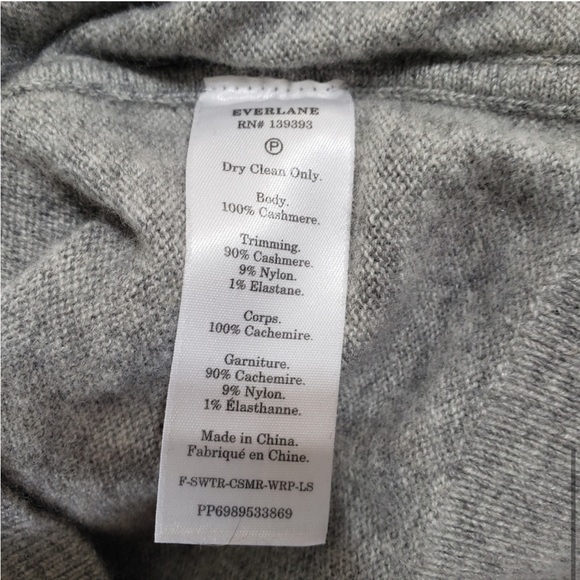 EVERLANE
RN# 139393
P
Dry Clean Only.
Body.
100% Cashmere.
Trimming.
90% Cashmere.
9% Nylon.
1% Elastane.
Corps.
100% Cachemire.
Garniture.
90% Cachemire.
9% Nylon.
1% Élasthanne.
Made in China.
Fabriqué en Chine.
F-SWTR-CSMR-WRP-LS
PP6989533869